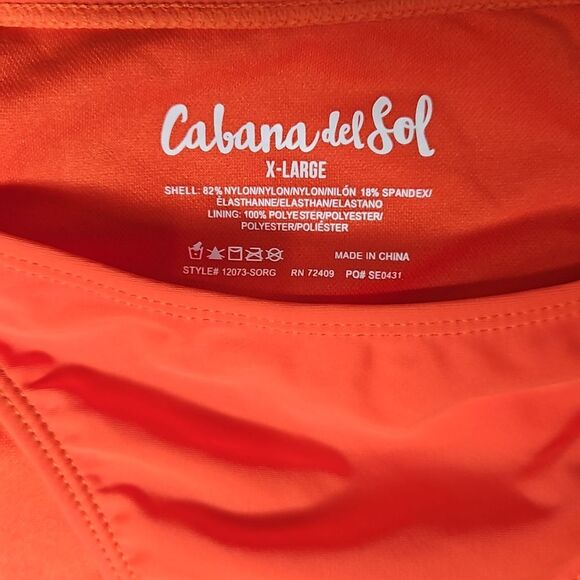 Cabana del Sol
X-LARGE
SHELL: 82% NYLON/NYLON/NYLON/NILÓN 18% SPANDEX/
ÉLASTHANNE/ELASTHAN/ELASTANO
LINING: 100% POLYESTER/POLYESTER/
POLYESTER/POLIÉSTER
MADE IN CHINA
STYLE# 12073-SORG RN 72409 PO# SE0431